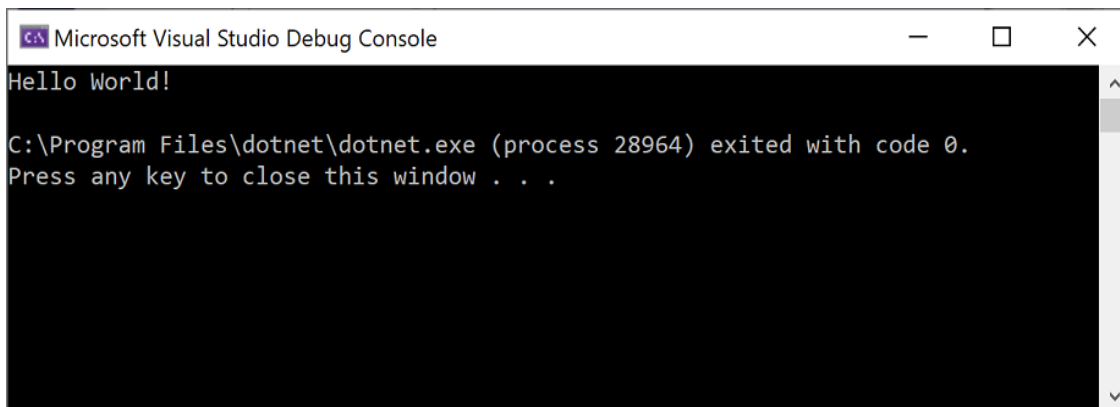 Microsoft Visual Studio Debug Console
Hello World!
C:\Program Files\dotnet\dotnet.exe (process 28964) exited with code 0.
Press any key to close this window . . .